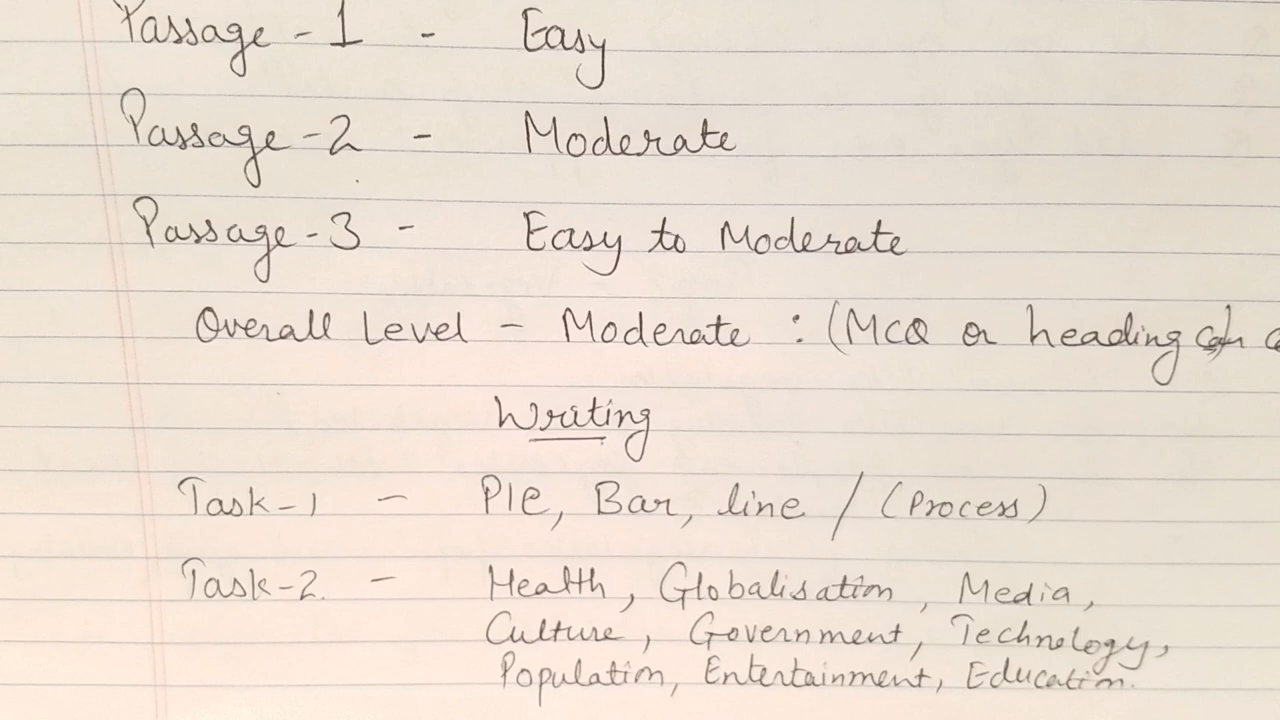 Passage - 1 - Easy
Passage - 2 - Moderate
Passage - 3 - Easy to Moderate
Overall Level - Moderate : (MCQ or heading can
Writing
Task - 1 - PIe, Bar, line / (Process)
Task - 2. - Health, Globalisation, Media,
Culture, Government, Technology,
Population, Entertainment, Education.